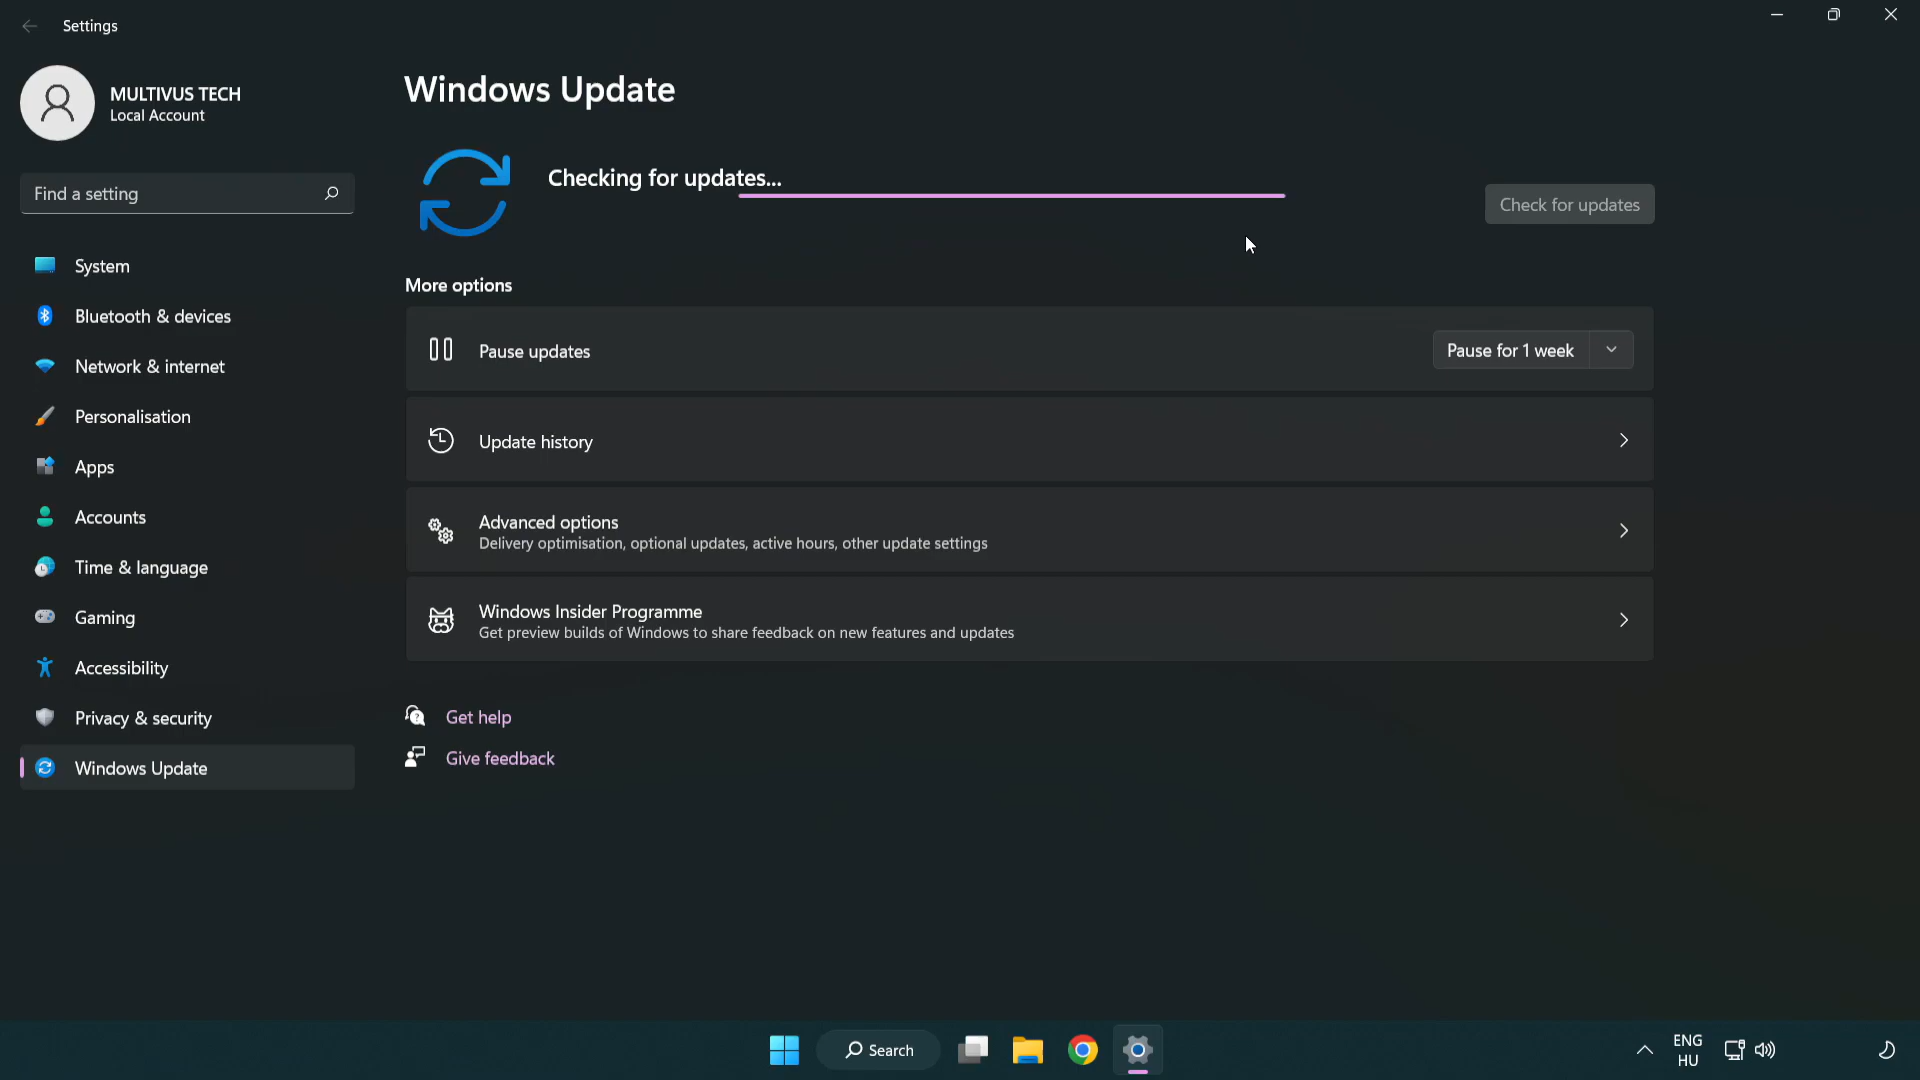 Settings
MULTIVUS TECH
Local Account
Find a setting
System
Bluetooth & devices
Network & internet
Personalisation
Apps
Accounts
Time & language
Gaming
Accessibility
Privacy & security
Windows Update
Windows Update
Checking for updates...
Check for updates
More options
Pause updates
Pause for 1 week
Update history
Advanced options
Delivery optimisation, optional updates, active hours, other update settings
Windows Insider Programme
Get preview builds of Windows to share feedback on new features and updates
Get help
Give feedback
Search
ENG
HU